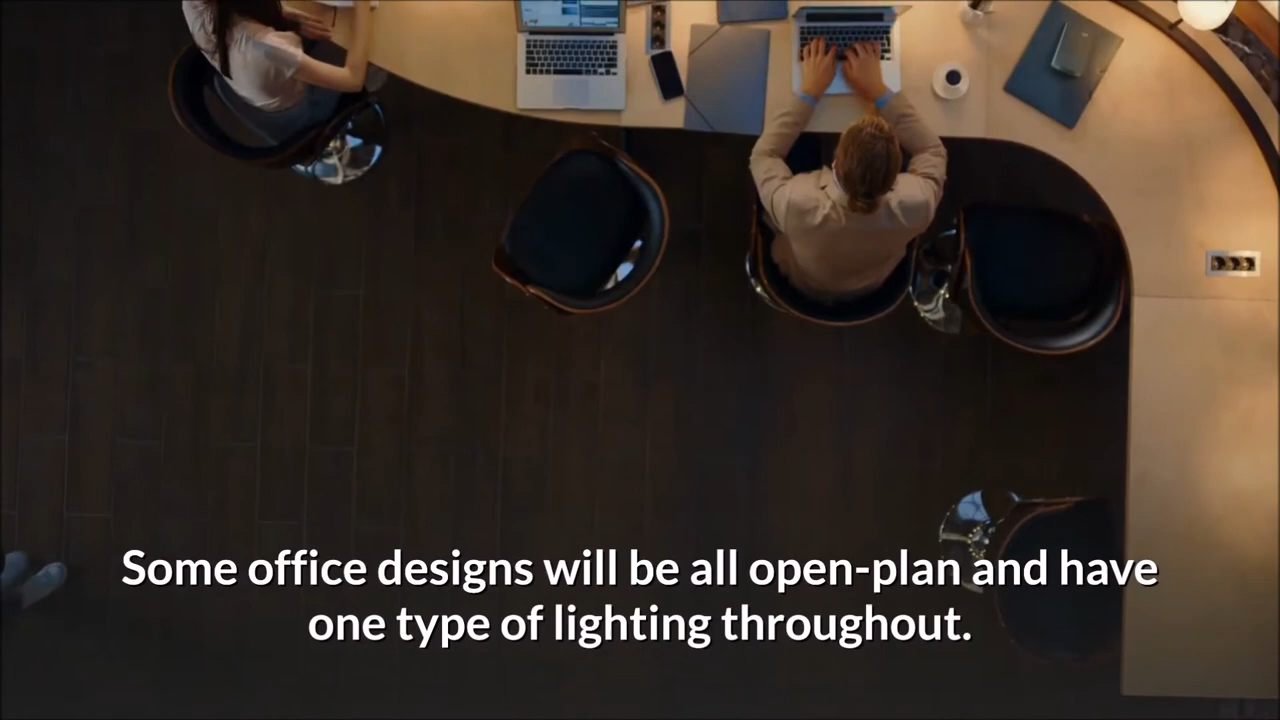 Some office designs will be all open-plan and have
one type of lighting throughout.